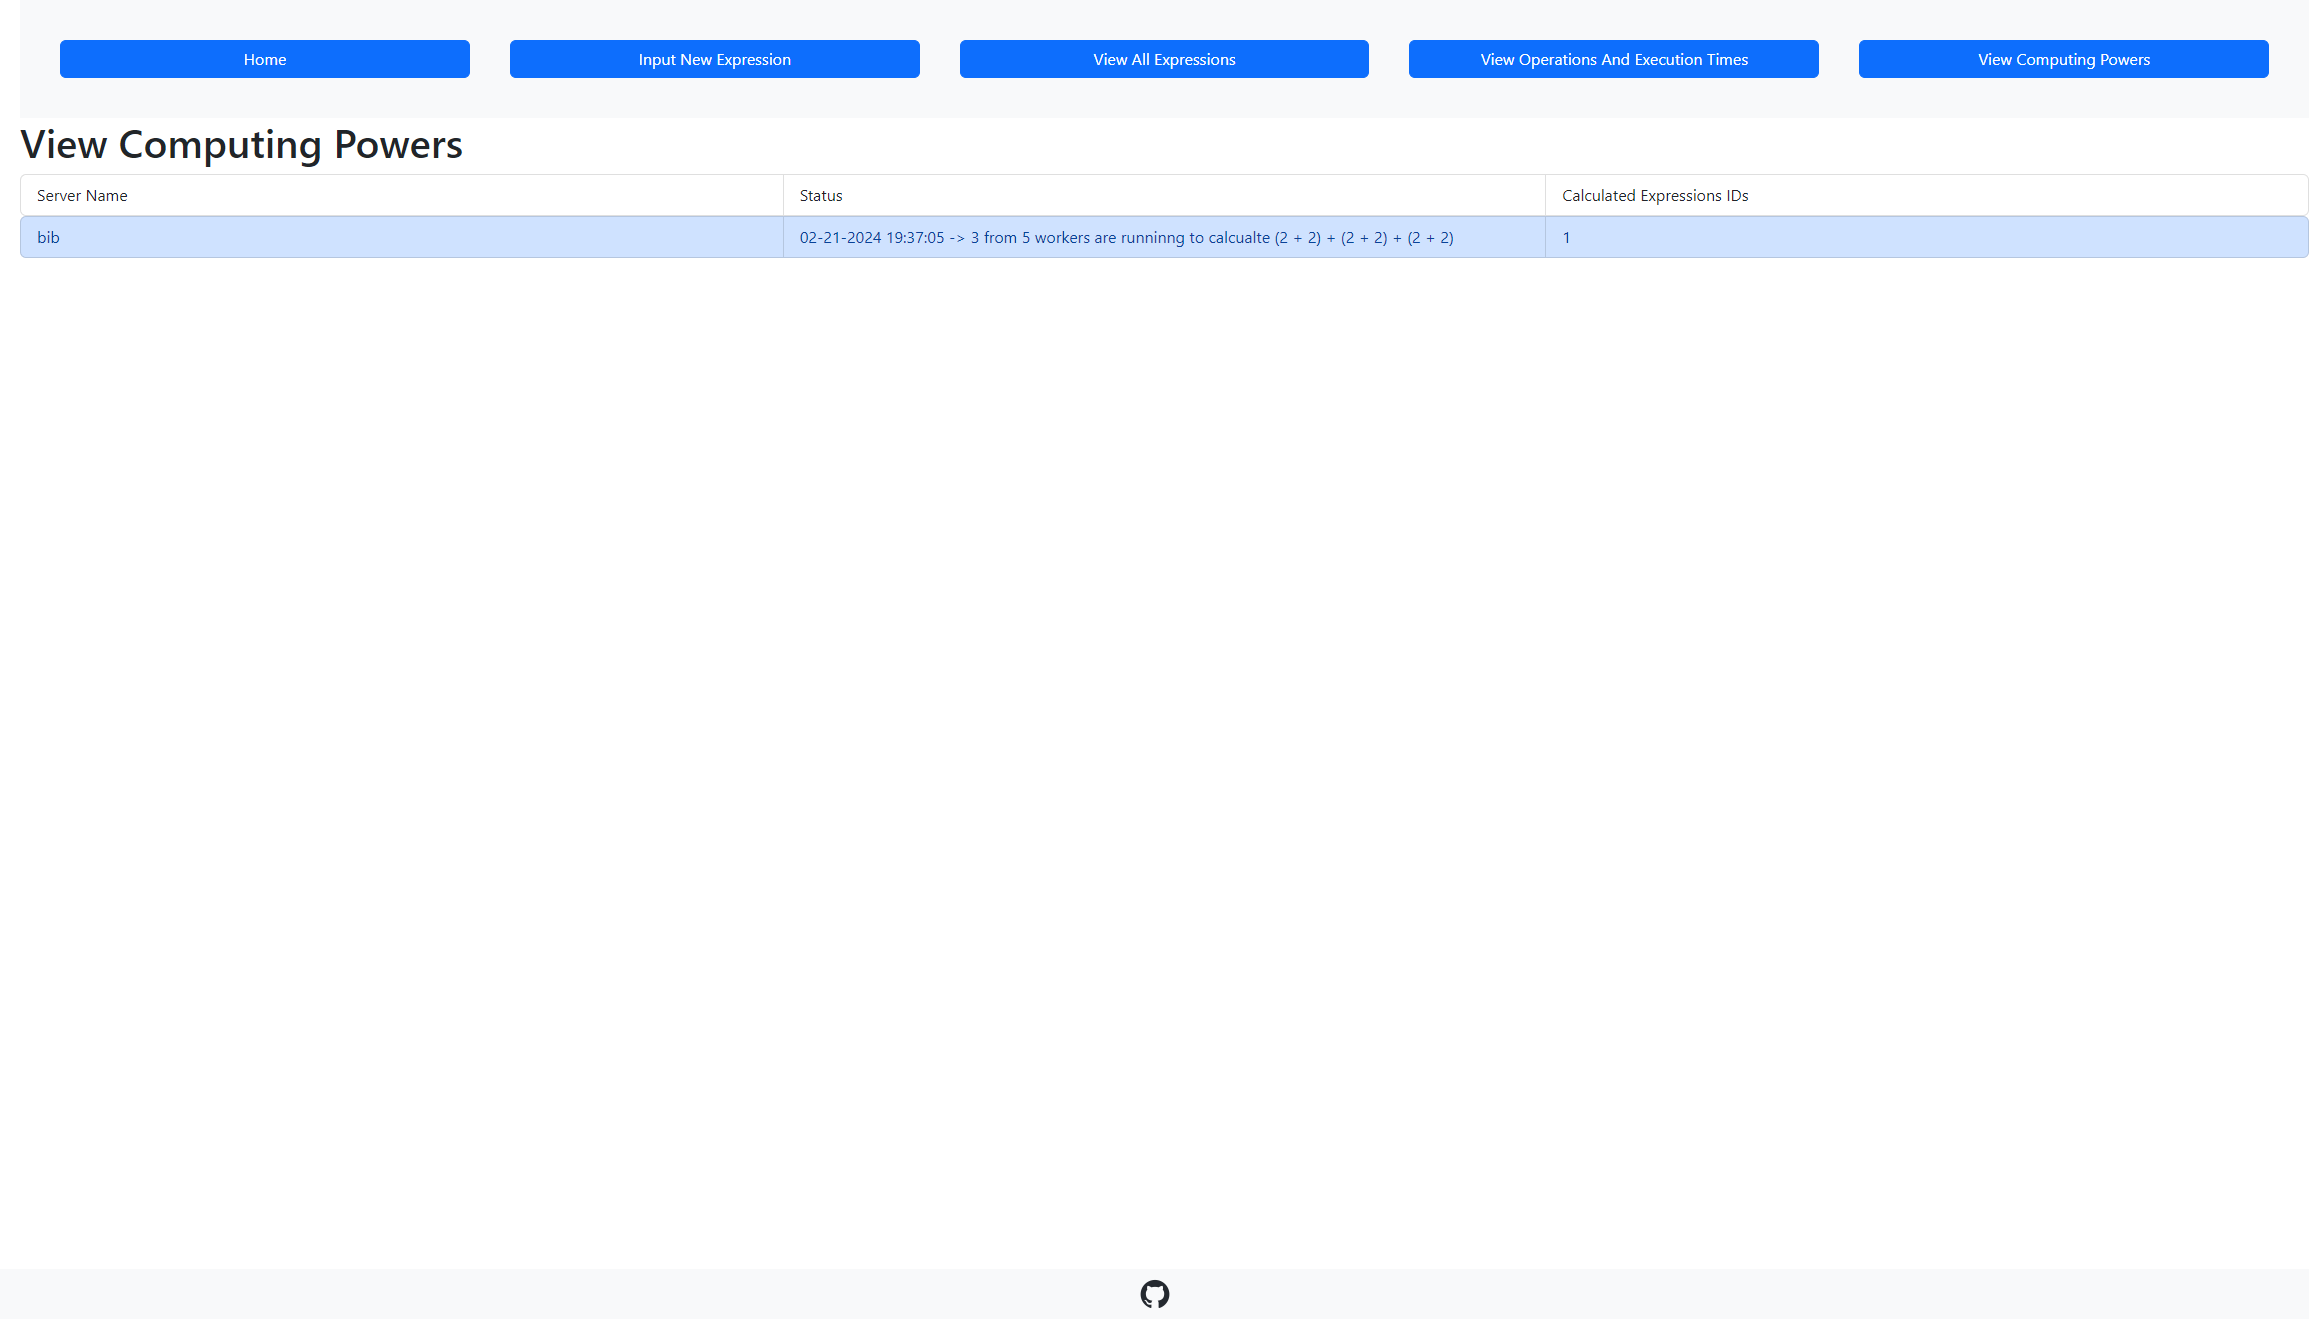 Home Input New Expression View All Expressions View Operations And Execution Times View Computing Powers
View Computing Powers
Server Name Status Calculated Expressions IDs
bib 02-21-2024 19:37:05 -> 3 from 5 workers are runninng to calcualte (2 + 2) + (2 + 2) + (2 + 2) 1